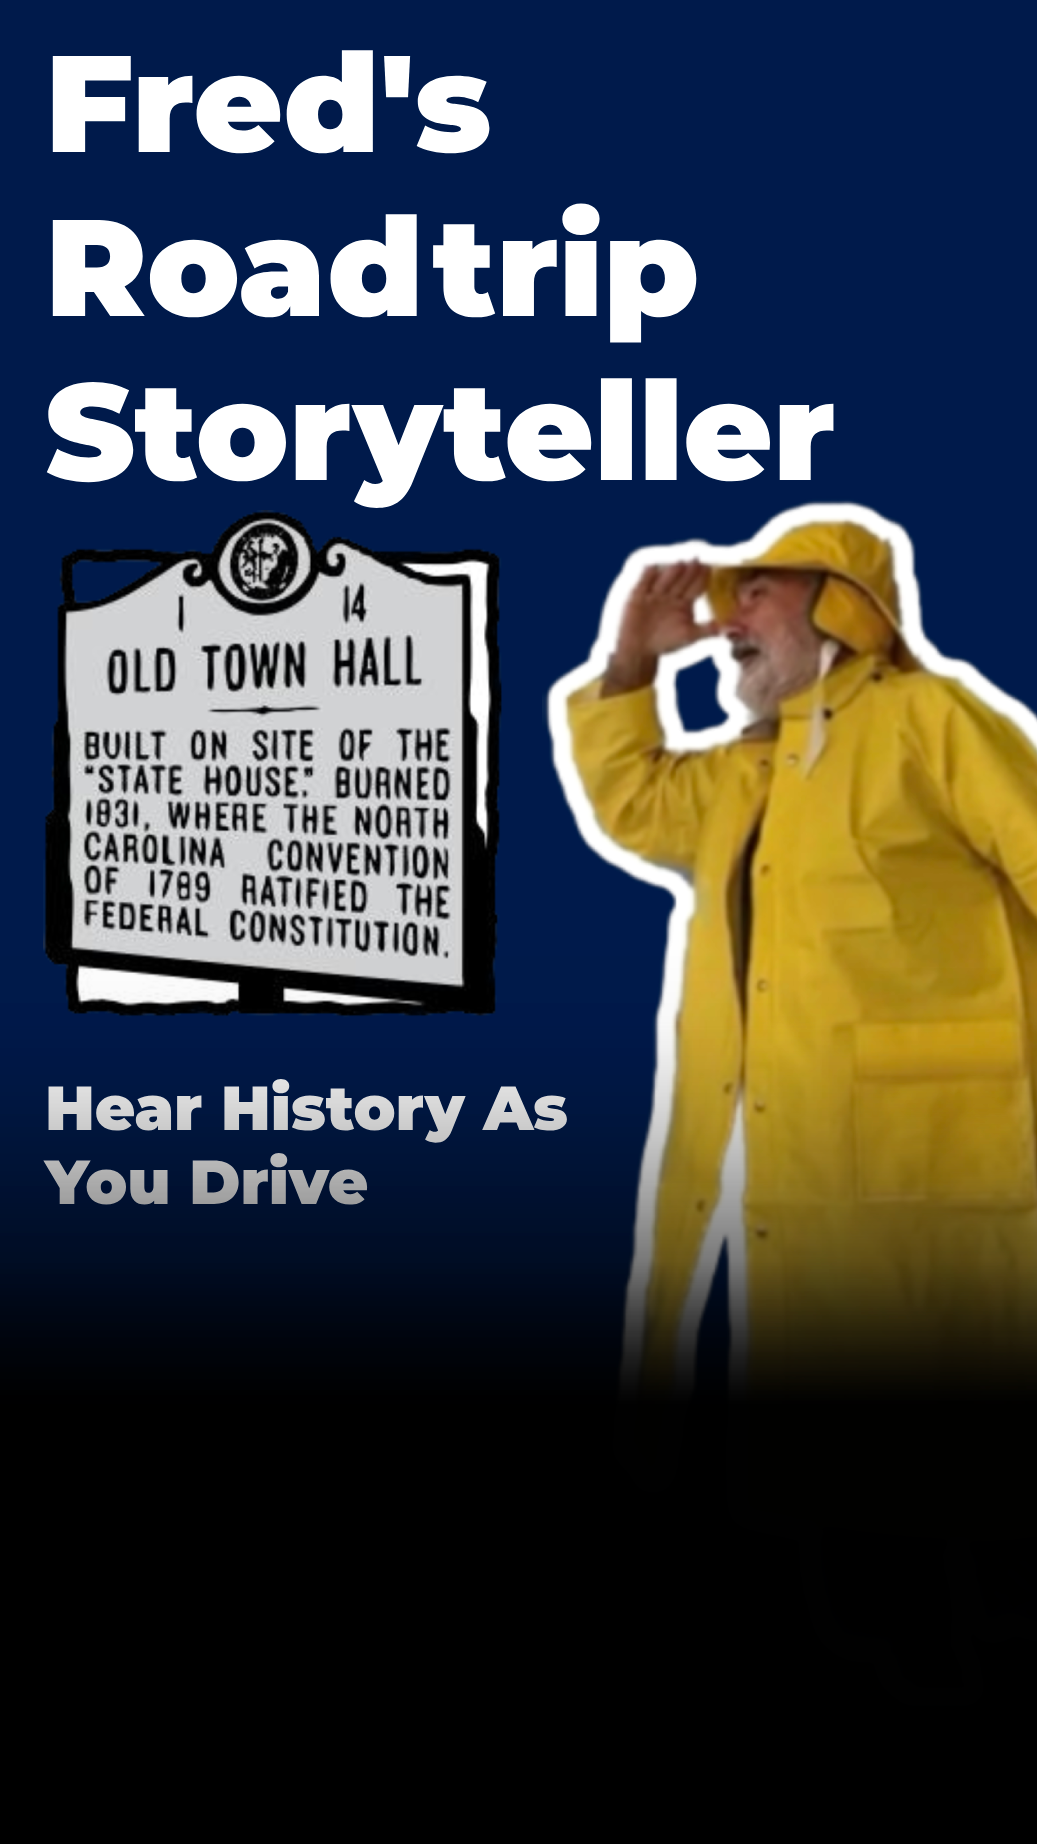 Fred's
Roadtrip
Storyteller
1 14
OLD TOWN HALL
BUILT ON SITE OF THE
"STATE HOUSE." BURNED
1831, WHERE THE NORTH
CAROLINA CONVENTION
OF 1789 RATIFIED THE
FEDERAL CONSTITUTION.
Hear History As
You Drive